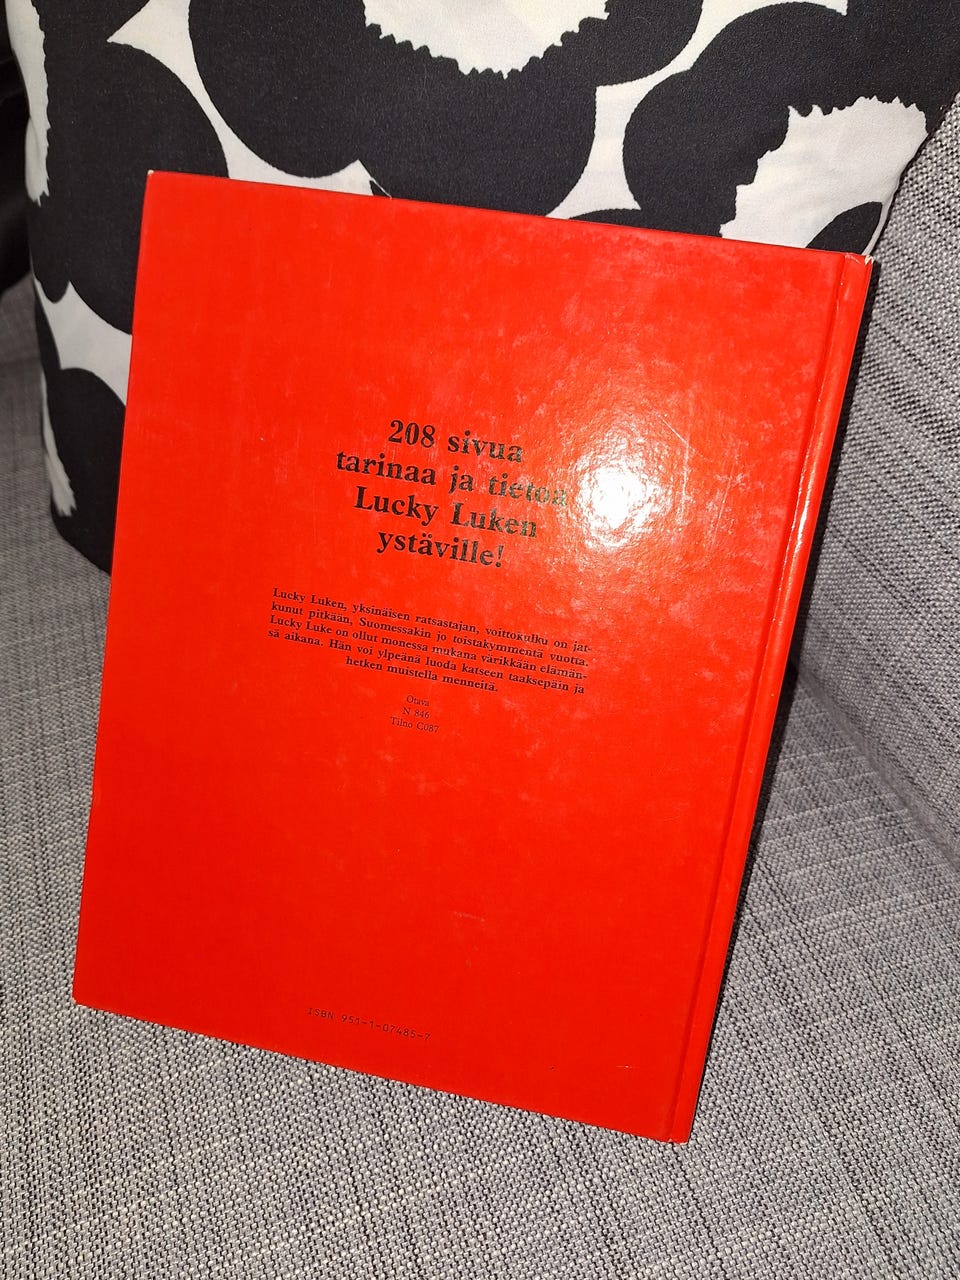 208 sivua
tarinaa ja tietoa
Lucky Luken
ystäville!
Lucky Luken, yksinäisen ratsastajan, voittokulku on jat-
kunut pitkään, Suomessakin jo toistakymmentä vuotta.
Lucky Luke on ollut monessa mukana värikkään elämän-
sä aikana. Hän voi ylpeänä luoda katseen taaksepäin ja
hetken muistella menneitä.
Otava
N 846
Tilno C087
ISBN 951-1-07485-7